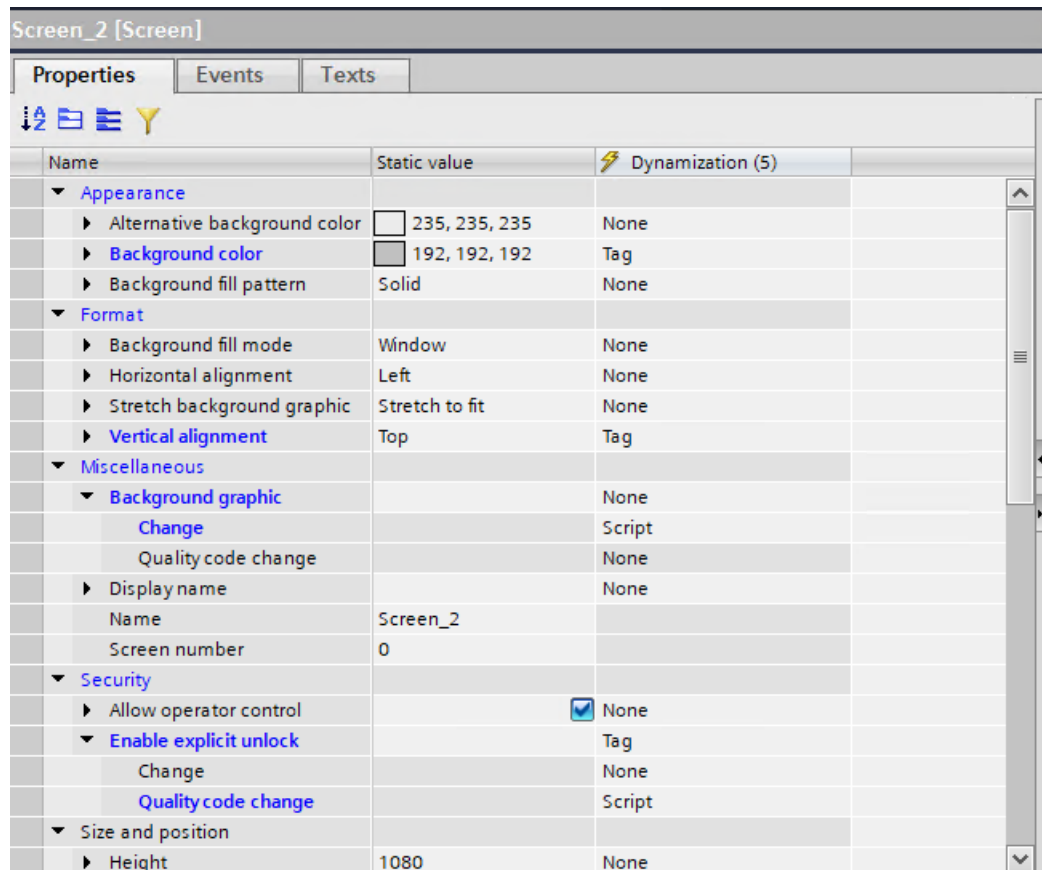 Screen_2 [Screen]
Properties Events Texts
Name Static value Dynamization (5)
Appearance
Alternative background color 235, 235, 235 None
Background color 192, 192, 192 Tag
Background fill pattern Solid None
Format
Background fill mode Window None
Horizontal alignment Left None
Stretch background graphic Stretch to fit None
Vertical alignment Top Tag
Miscellaneous
Background graphic None
Change Script
Quality code change None
Display name None
Name Screen_2
Screen number 0
Security
Allow operator control None
Enable explicit unlock Tag
Change None
Quality code change Script
Size and position
Height 1080 None